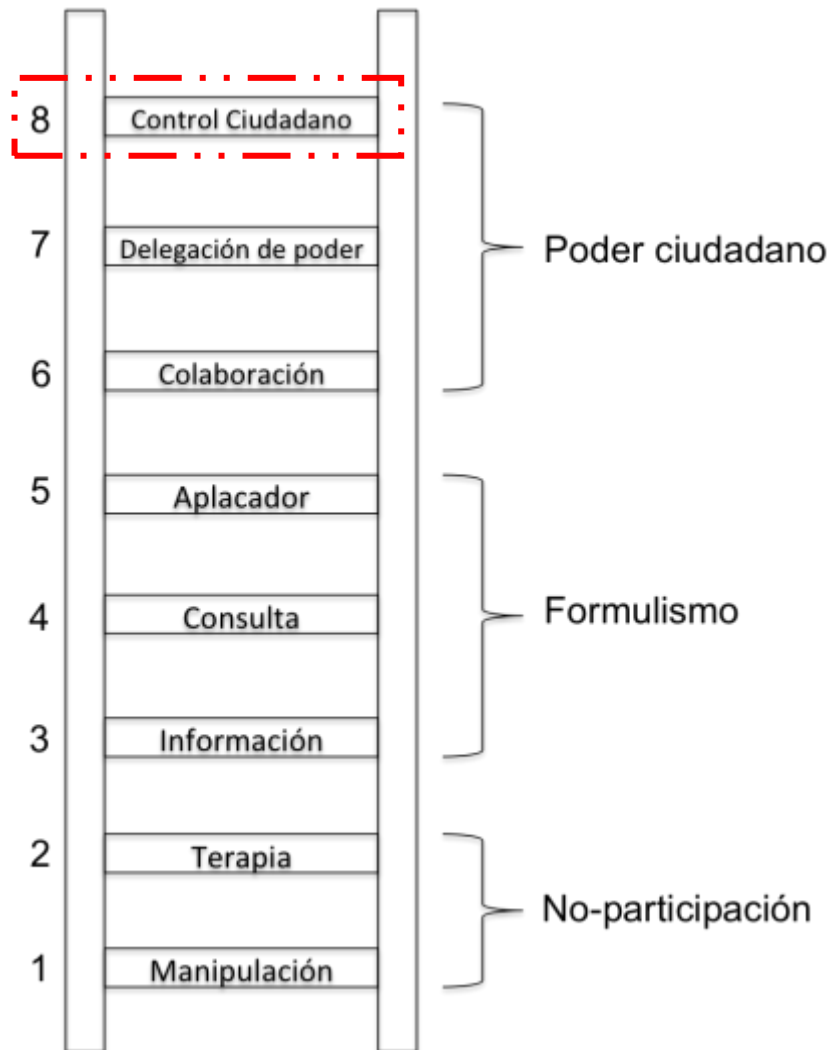 8 Control Ciudadano
7 Delegación de poder
Poder ciudadano
6 Colaboración
5 Aplacador
4 Consulta
Formulismo
3 Información
2 Terapia
No-participación
1 Manipulación